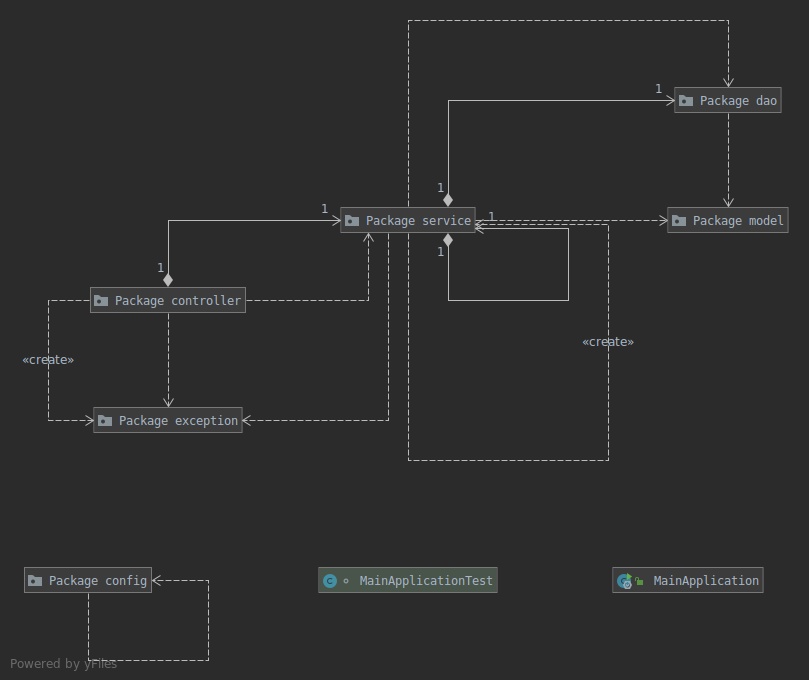 1
Package dao
1
1
Package service
1
Package model
1
1
Package controller
«create»
«create»
Package exception
Package config
MainApplicationTest
MainApplication
Powered by yFiles